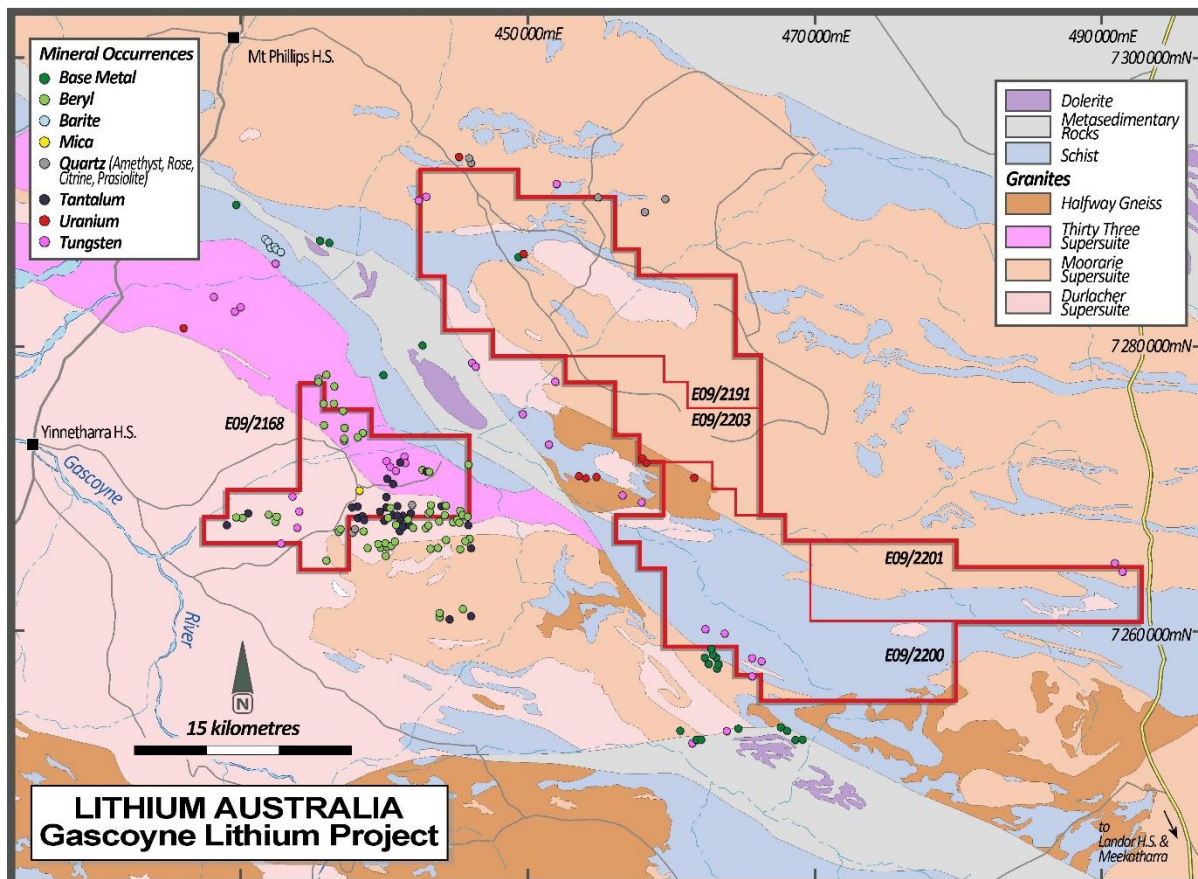 450 000mE
470 000mE
490 000mE
Mt Phillips H.S.
7 300 000mN
Mineral Occurrences
Base Metal
Beryl
Barite
Mica
Quartz (Amethyst, Rose,
Citrine, Prasiolite)
Tantalum
Uranium
Tungsten
Dolerite
Metasedimentary
Rocks
Schist
Granites
Halfway Gneiss
Thirty Three
Supersuite
Moorarie
Supersuite
Durlacher
Supersuite
7 280 000mN
E09/2191
E09/2203
E09/2168
Yinnetharra H.S.
Gascoyne
River
E09/2201
7 260 000mN
E09/2200
N
15 kilometres
LITHIUM AUSTRALIA
Gascoyne Lithium Project
to
Landor H.S. &
Meekatharra